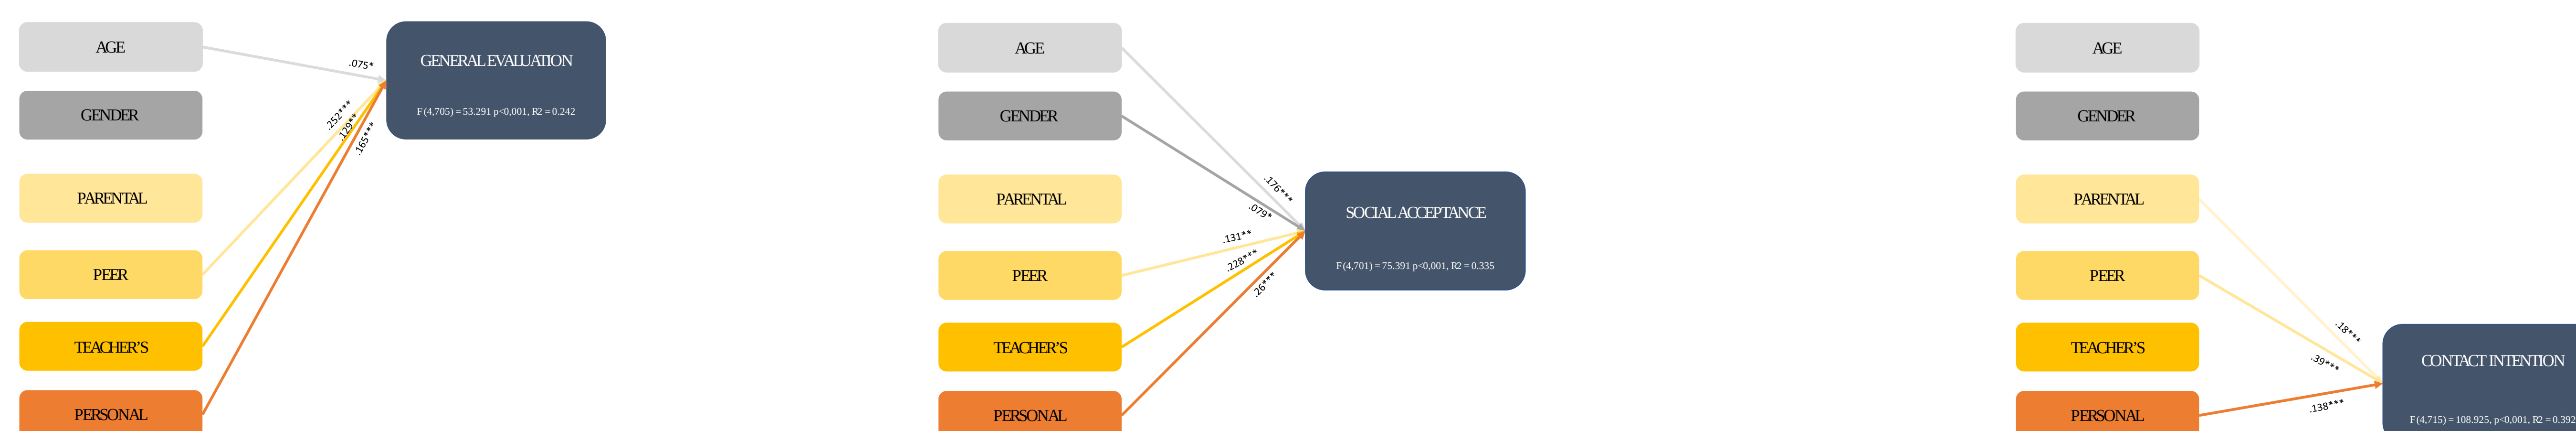 AGE
GENDER
PARENTAL
PEER
TEACHER’S
PERSONAL
.075*
.252***
.129**
.165***
GENERAL EVALUATION
F (4,705) = 53.291 p<0,001, R2 = 0.242
AGE
GENDER
PARENTAL
PEER
TEACHER’S
PERSONAL
.176***
.079*
.131**
.228***
.26***
SOCIAL ACCEPTANCE
F (4,701) = 75.391 p<0,001, R2 = 0.335
AGE
GENDER
PARENTAL
PEER
TEACHER’S
PERSONAL
.18***
.39***
.138***
CONTACT INTENTION
F (4,715) = 108.925, p<0,001, R2 = 0.392